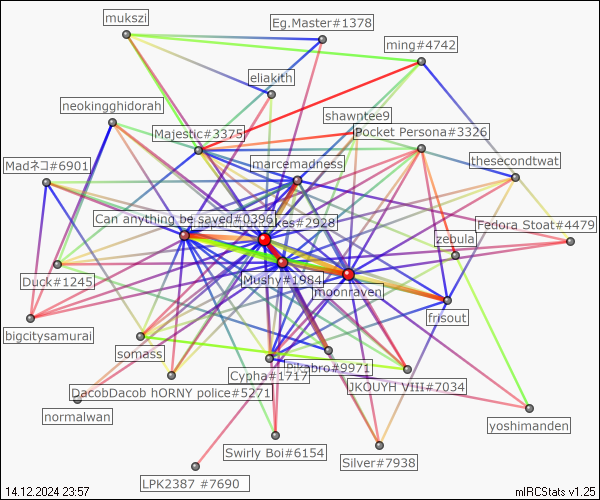 mukszi
Eg.Master#1378
ming#4742
eliakith
neokingghidorah
shawntee9
Majestic#3375
Pocket Persona#3326
marcemadness
thesecondtwat
Madネコ#6901
Can anything be saved#0396
kes#2928
Fedora Stoat#4479
zebula
Duck#1245
Mushy#1984
moonraven
bigcitysamurai
frisout
somass
Cypha#1717
Pikabro#9971
DacobDacob hORNY police#5271
JKOUYH VIII#7034
normalwan
yoshimanden
Swirly Boi#6154
Silver#7938
LPK2387 #7690
14.12.2024 23:57
mIRCStats v1.25